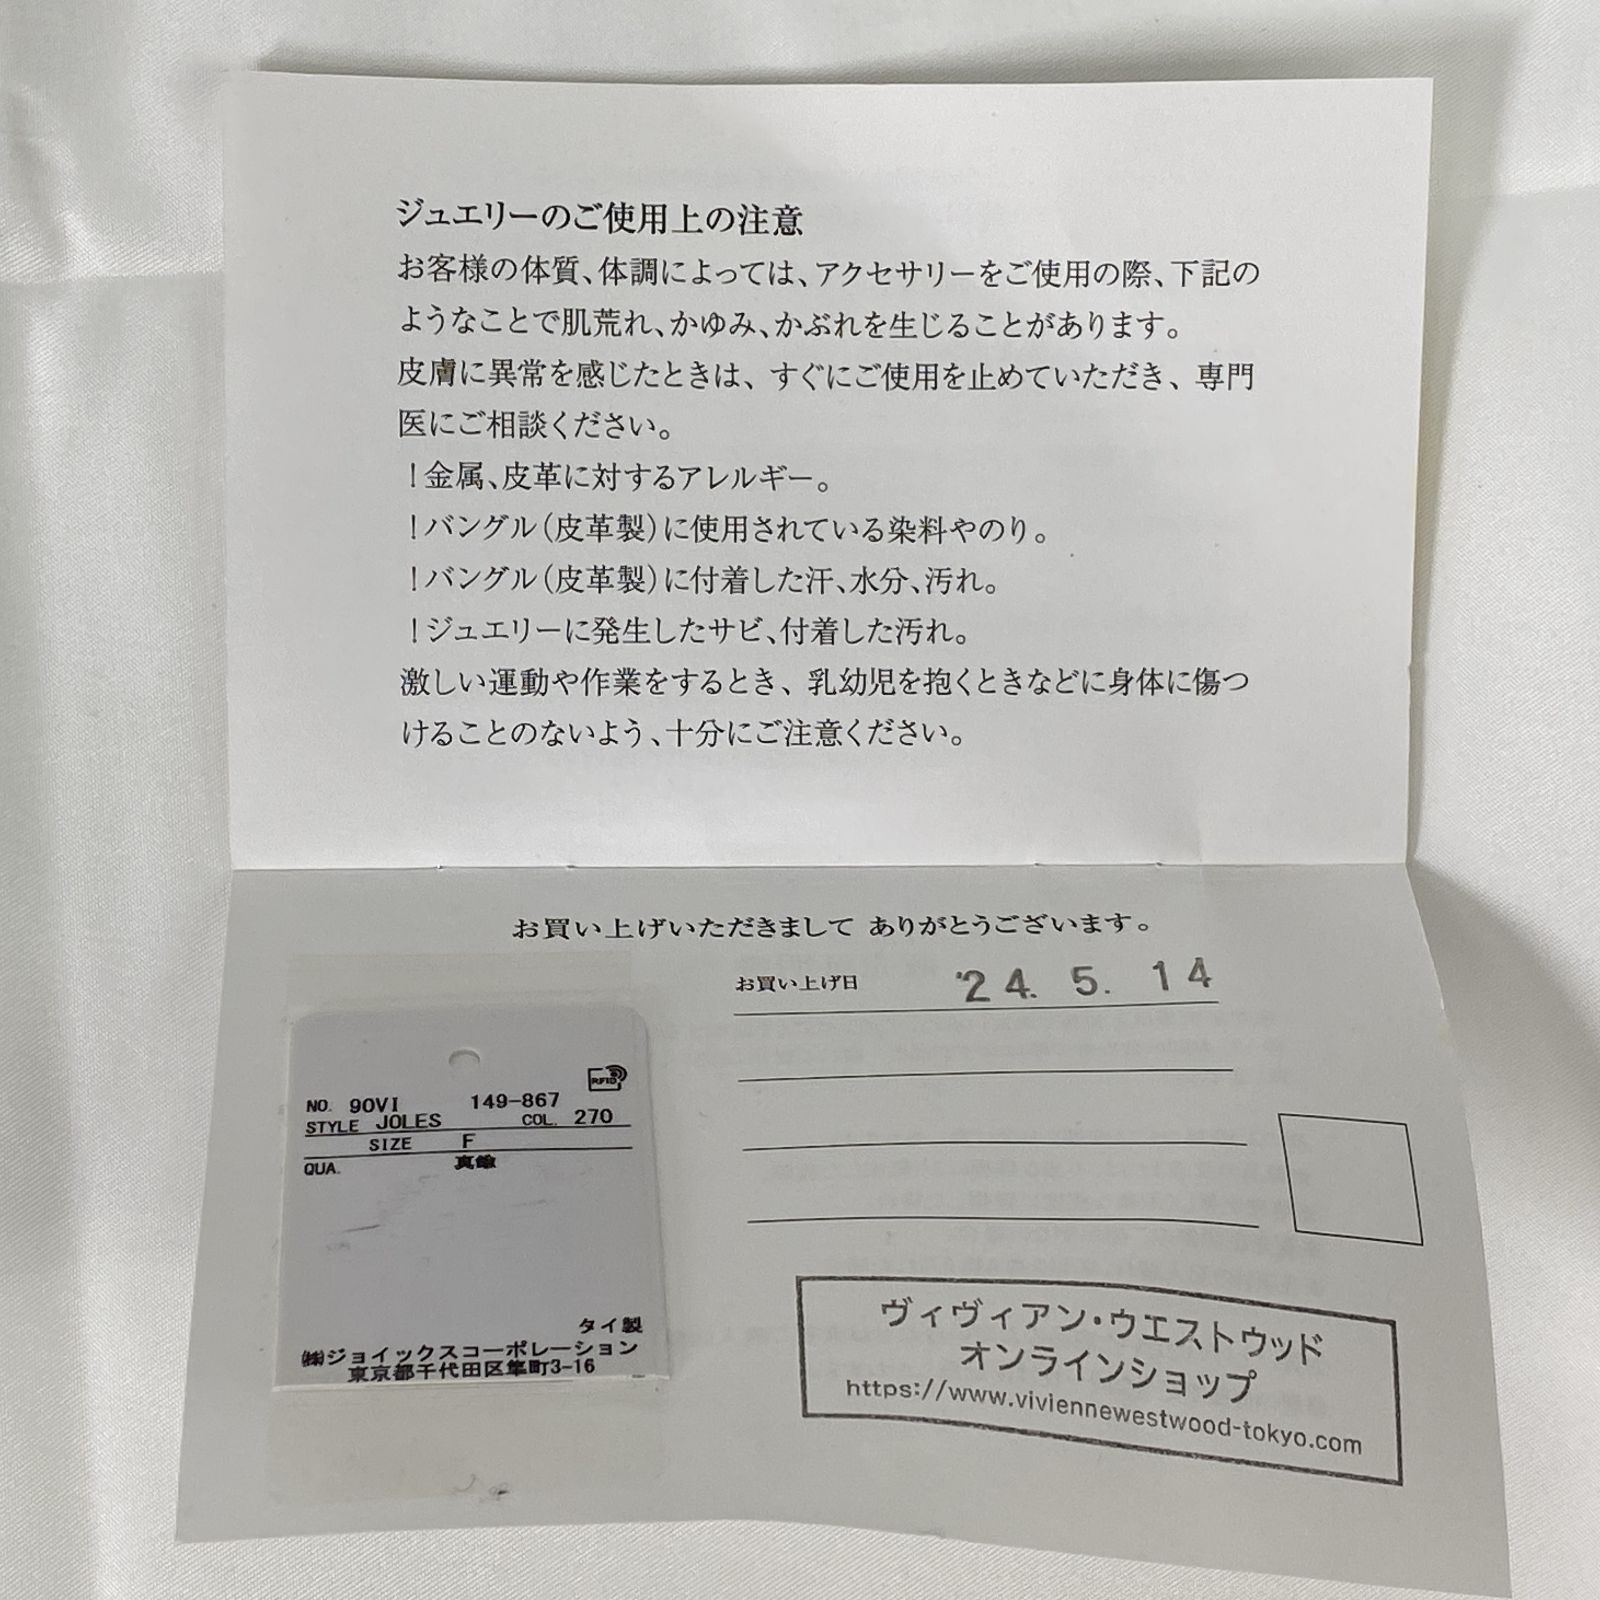 ジュエリーのご使用上の注意
お客様の体質、体調によっては、アクセサリーをご使用の際、下記の
ようなことで肌荒れ、かゆみ、かぶれを生じることがあります。
皮膚に異常を感じたときは、すぐにご使用を止めていただき、専門
医にご相談ください。
！金属、皮革に対するアレルギー。
！バングル（皮革製）に使用されている染料やのり。
！バングル（皮革製）に付着した汗、水分、汚れ。
！ジュエリーに発生したサビ、付着した汚れ。
激しい運動や作業をするとき、乳幼児を抱くときなどに身体に傷つ
けることのないよう、十分にご注意ください。
お買い上げいただきまして ありがとうございます。
お買い上げ日 '24. 5. 14
RFID
NO. 90VI 149-867
STYLE JOLES COL. 270
SIZE F
QUA. 真鍮
タイ製
㈱ジョイックスコーポレーション
東京都千代田区隼町3-16
ヴィヴィアン・ウエストウッド
オンラインショップ
https://www.viviennewestwood-tokyo.com